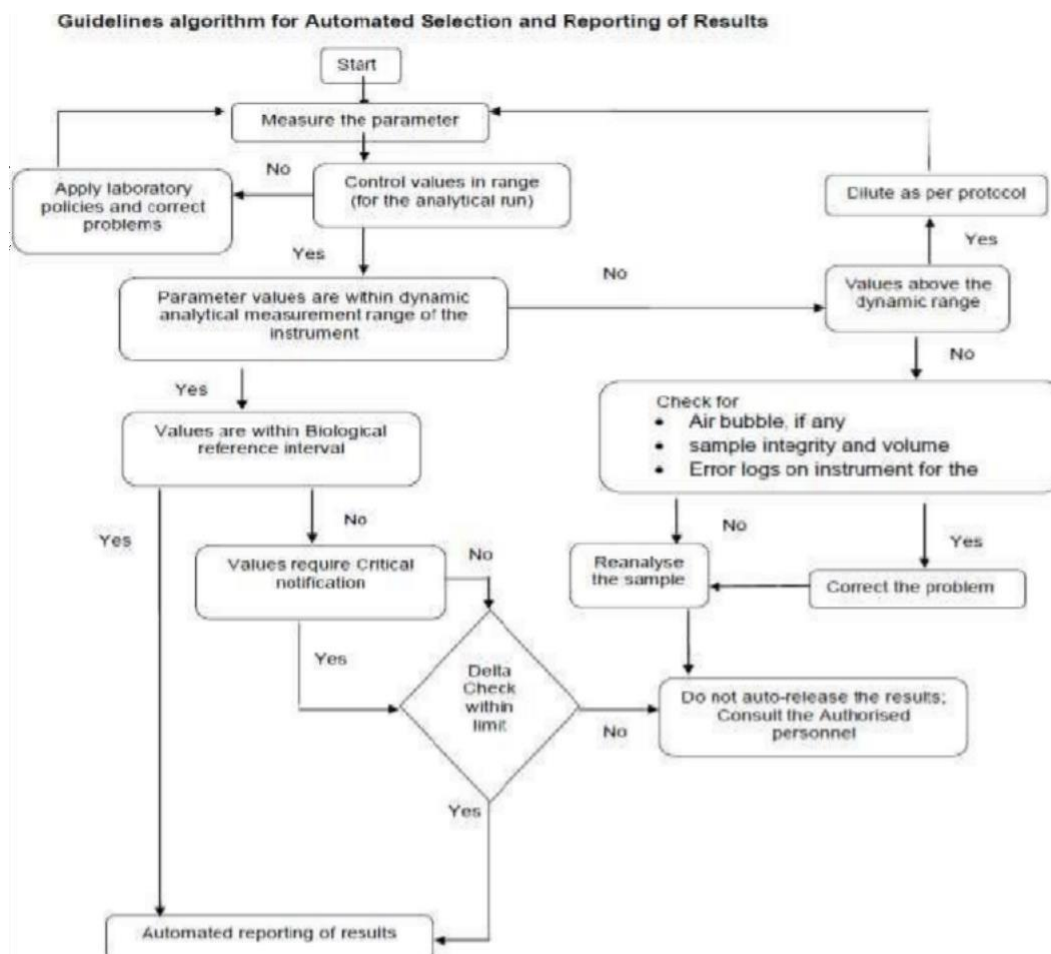 Guidelines algorithm for Automated Selection and Reporting of Results
Start
Measure the parameter
No
Control values in range
(for the analytical run)
Apply laboratory
policies and correct
problems
Dilute as per protocol
Yes
Yes
No
Parameter values are within dynamic
analytical measurement range of the
instrument
Values above the
dynamic range
No
Yes
Values are within Biological
reference interval
Check for
• Air bubble, if any
• sample integrity and volume
• Error logs on instrument for the
No
No
Yes
Yes
No
Values require Critical
notification
Reanalyse
the sample
Correct the problem
Yes
Delta
Check
within
limit
No
Do not auto-release the results;
Consult the Authorised
personnel
Yes
Automated reporting of results